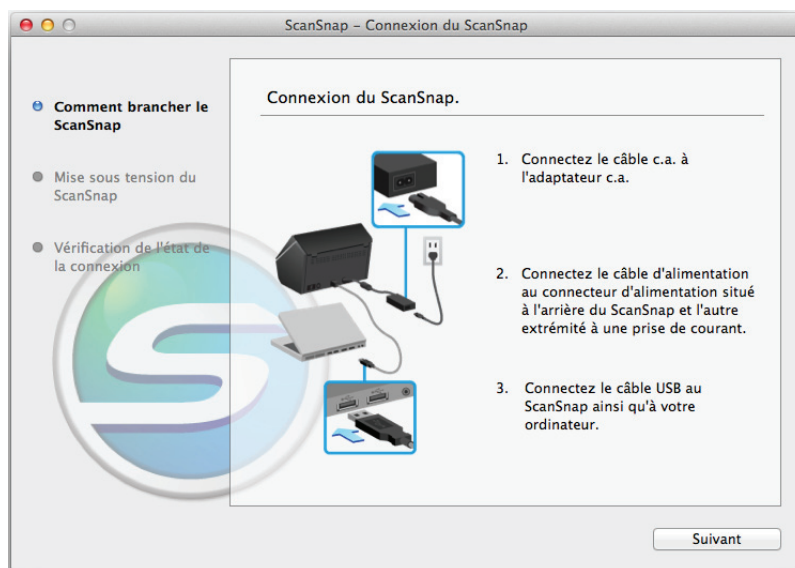 ScanSnap – Connexion du ScanSnap
Comment brancher le
ScanSnap
Mise sous tension du
ScanSnap
Vérification de l'état de
la connexion
Connexion du ScanSnap.
1. Connectez le câble c.a. à
l'adaptateur c.a.
2. Connectez le câble d'alimentation
au connecteur d'alimentation situé
à l'arrière du ScanSnap et l'autre
extrémité à une prise de courant.
3. Connectez le câble USB au
ScanSnap ainsi qu'à votre
ordinateur.
Suivant